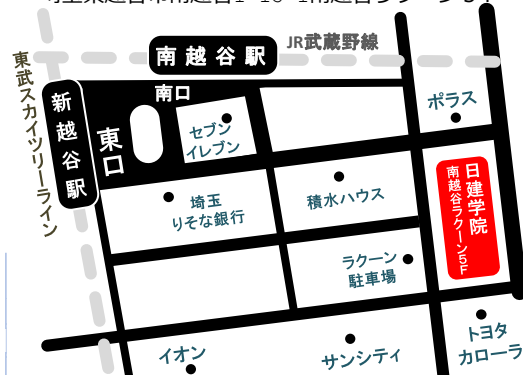 南越谷駅
JR武蔵野線
東武スカイツリーライン
新越谷駅
南口
東口
セブン
イレブン
ポラス
埼玉
りそな銀行
積水ハウス
日建学院
南越谷ラクーン5F
ラクーン
駐車場
イオン
サンシティ
トヨタ
カローラ